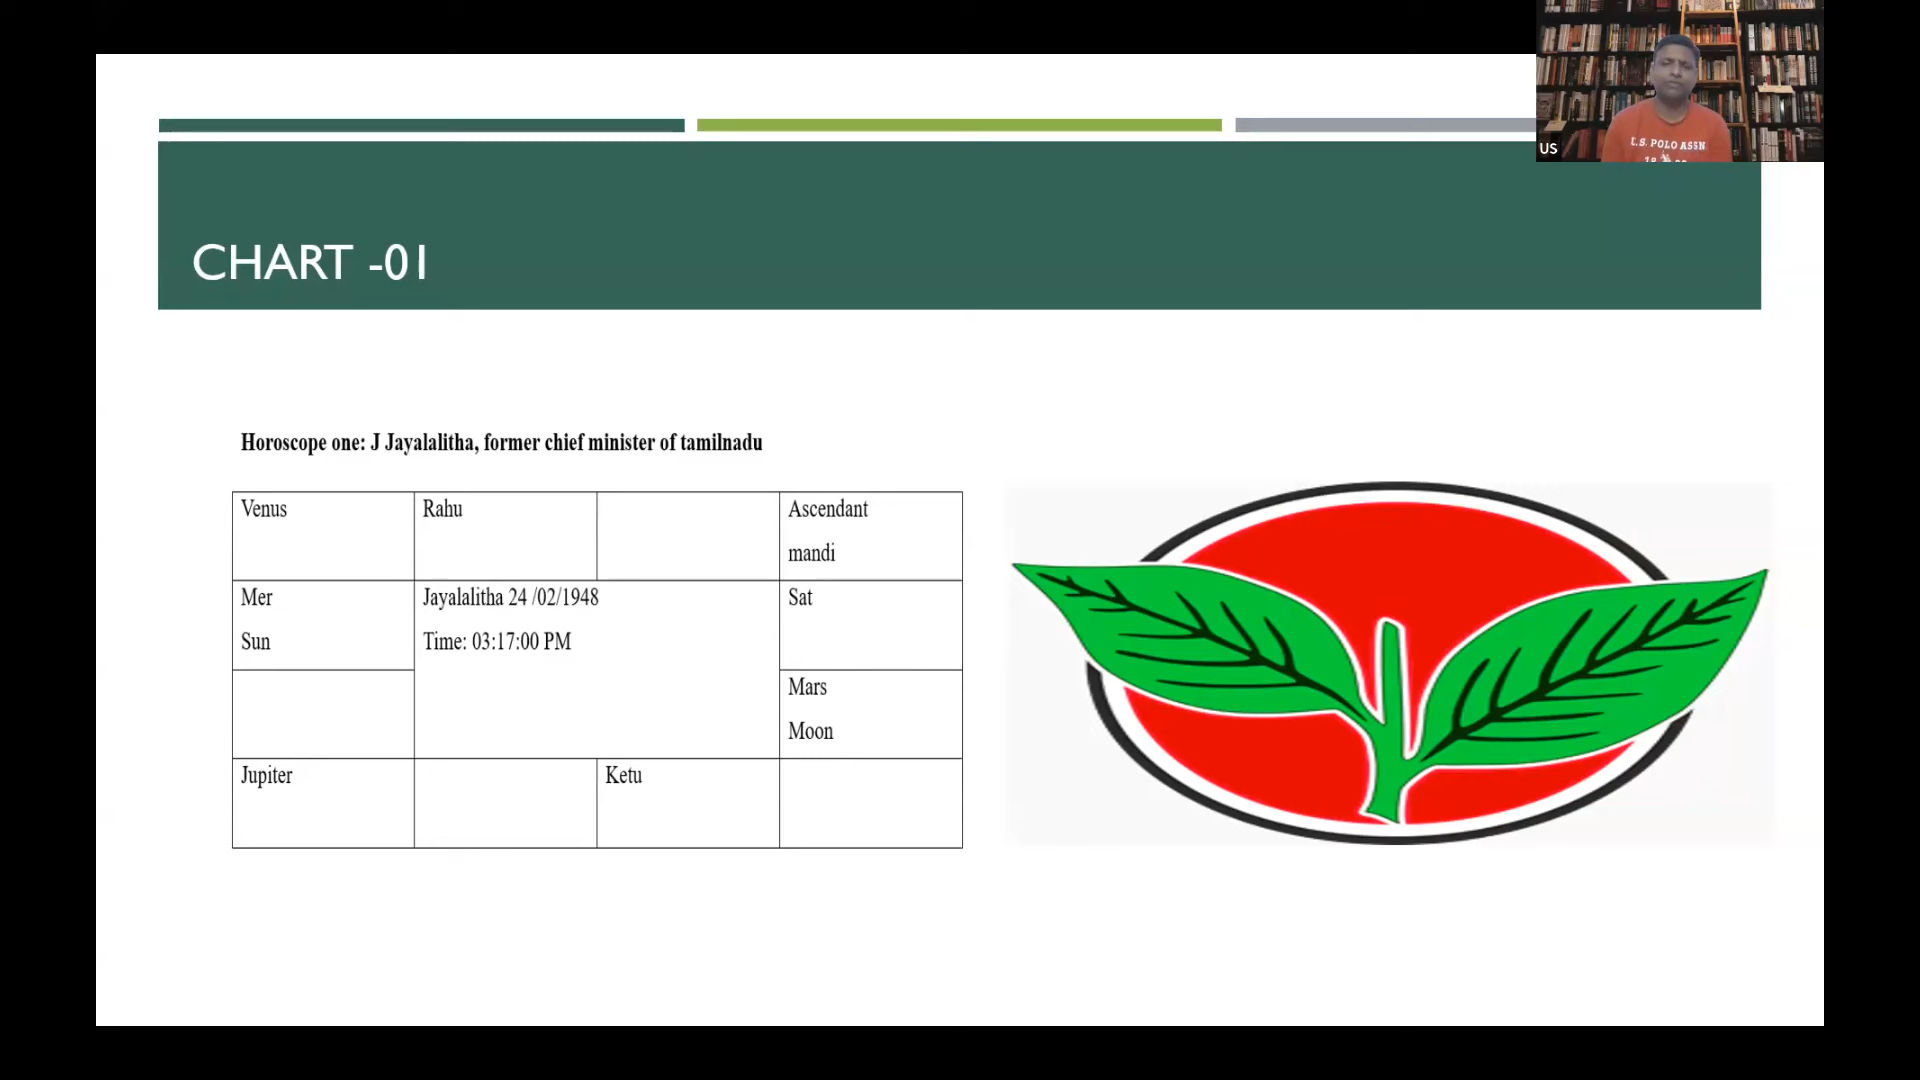 US
U.S. POLO ASSN.
CHART -01
Horoscope one: J Jayalalitha, former chief minister of tamilnadu
Venus
Rahu
Ascendant
mandi
Mer
Sun
Jayalalitha 24 /02/1948
Time: 03:17:00 PM
Sat
Mars
Moon
Jupiter
Ketu